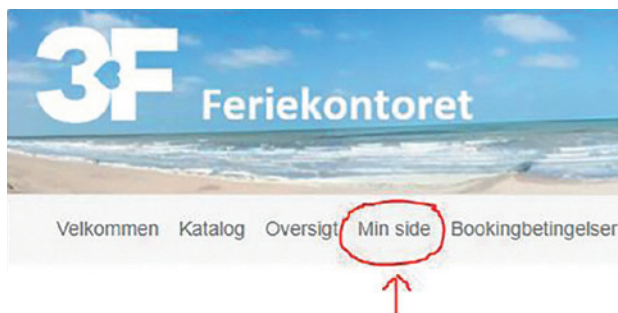 3F
Feriekontoret
Velkommen Katalog Oversigt Min side Bookingbetingelser